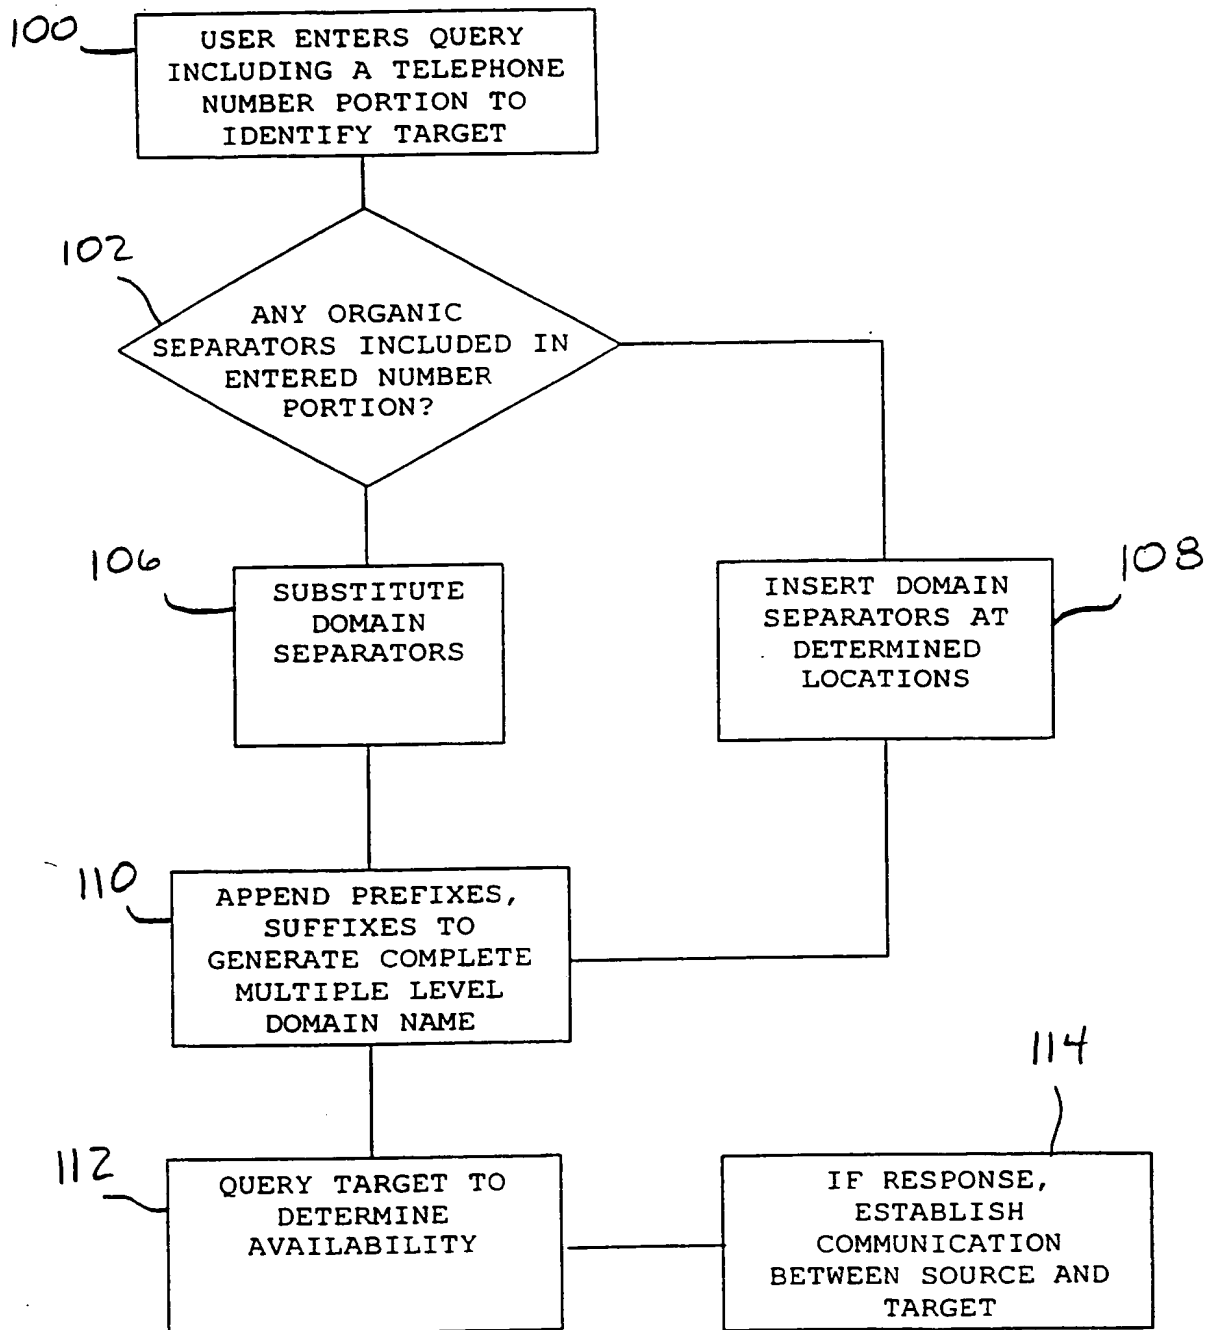 100
USER ENTERS QUERY
INCLUDING A TELEPHONE
NUMBER PORTION TO
IDENTIFY TARGET
102
ANY ORGANIC
SEPARATORS INCLUDED IN
ENTERED NUMBER
PORTION?
106
SUBSTITUTE
DOMAIN
SEPARATORS
108
INSERT DOMAIN
SEPARATORS AT
DETERMINED
LOCATIONS
110
APPEND PREFIXES,
SUFFIXES TO
GENERATE COMPLETE
MULTIPLE LEVEL
DOMAIN NAME
112
QUERY TARGET TO
DETERMINE
AVAILABILITY
114
IF RESPONSE,
ESTABLISH
COMMUNICATION
BETWEEN SOURCE AND
TARGET